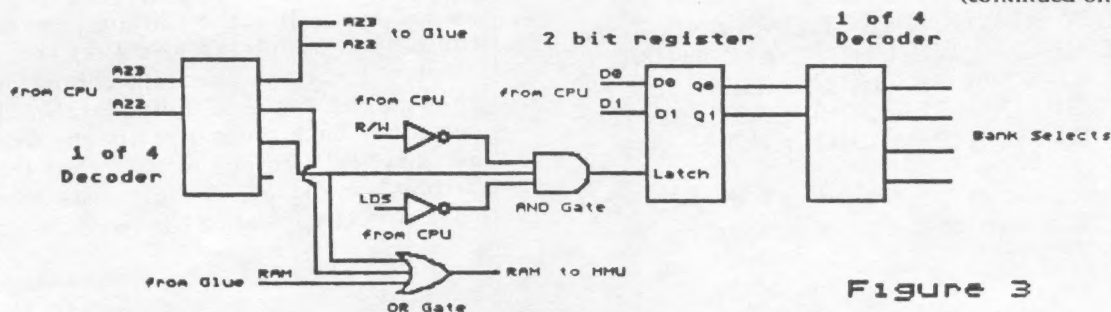 (continued on
A23
A22
to Glue
1 of 4
Decoder
2 bit register
A23
from CPU
A22
1 of 4
Decoder
from CPU
R/W
LDS
from CPU
AND Gate
from CPU
D0
D1
D0 Q0
D1 Q1
Latch
Bank Selects
from Glue RAM
RAM to MMU
OR Gate
Figure 3